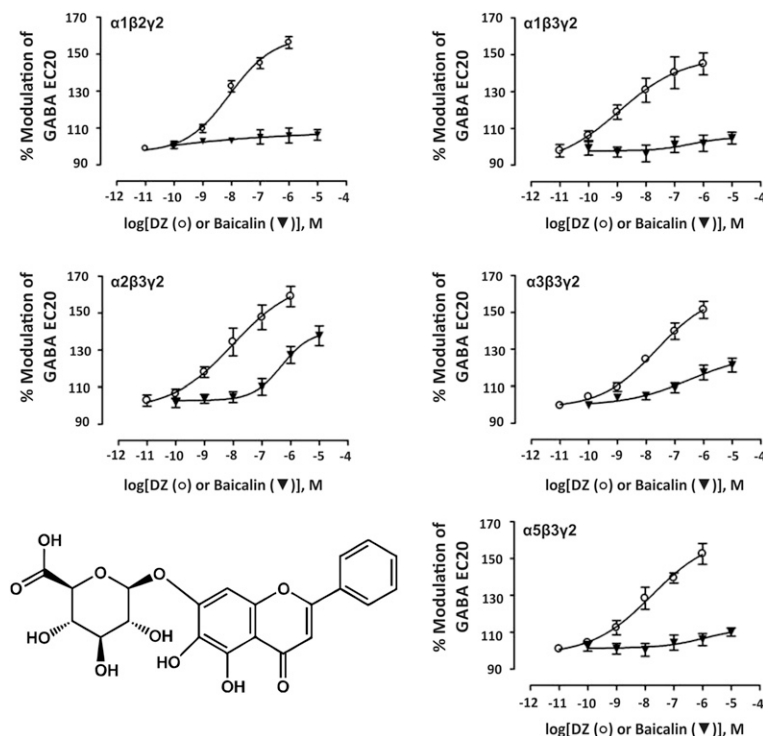 α1β2γ2
170
150
130
110
90
% Modulation of
GABA EC20
-12 -11 -10 -9 -8 -7 -6 -5 -4
log[DZ (○) or Baicalin (▼)], M
α1β3γ2
170
150
130
110
90
% Modulation of
GABA EC20
-12 -11 -10 -9 -8 -7 -6 -5 -4
log[DZ (○) or Baicalin (▼)], M
α2β3γ2
170
150
130
110
90
% Modulation of
GABA EC20
-12 -11 -10 -9 -8 -7 -6 -5 -4
log[DZ (○) or Baicalin (▼)], M
α3β3γ2
170
150
130
110
90
% Modulation of
GABA EC20
-12 -11 -10 -9 -8 -7 -6 -5 -4
log[DZ (○) or Baicalin (▼)], M
OH
O
O
O
O
HO
OH
OH
HO
OH
O
α5β3γ2
170
150
130
110
90
% Modulation of
GABA EC20
-12 -11 -10 -9 -8 -7 -6 -5 -4
log[DZ (○) or Baicalin (▼)], M